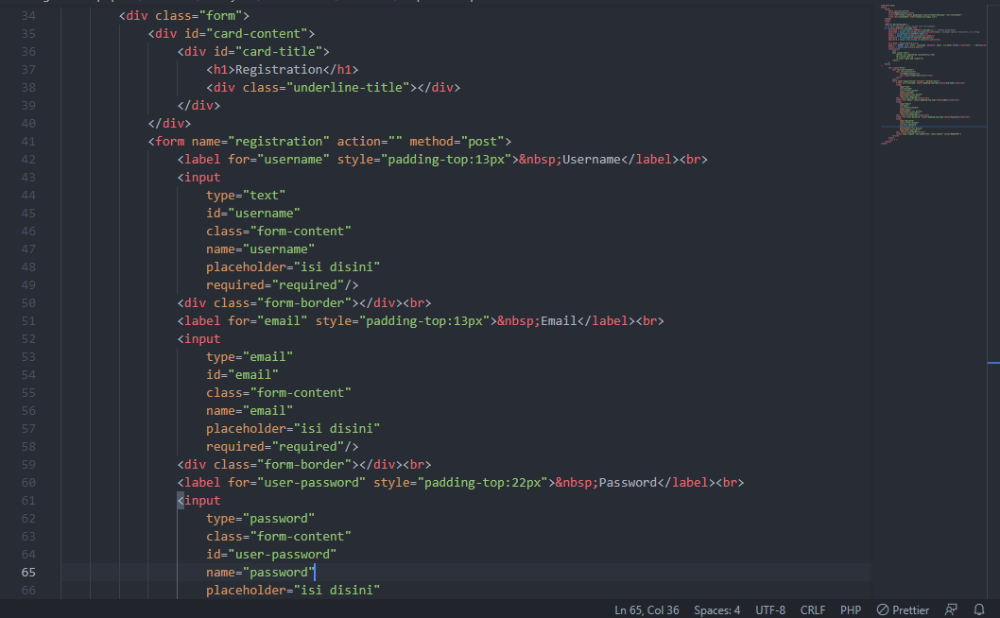 34 <div class="form">
35 <div id="card-content">
36 <div id="card-title">
37 <h1>Registration</h1>
38 <div class="underline-title"></div>
39 </div>
40 </div>
41 <form name="registration" action="" method="post">
42 <label for="username" style="padding-top:13px">&nbsp;Username</label><br>
43 <input
44 type="text"
45 id="username"
46 class="form-content"
47 name="username"
48 placeholder="isi disini"
49 required="required"/>
50 <div class="form-border"></div><br>
51 <label for="email" style="padding-top:13px">&nbsp;Email</label><br>
52 <input
53 type="email"
54 id="email"
55 class="form-content"
56 name="email"
57 placeholder="isi disini"
58 required="required"/>
59 <div class="form-border"></div><br>
60 <label for="user-password" style="padding-top:22px">&nbsp;Password</label><br>
61 <input
62 type="password"
63 class="form-content"
64 id="user-password"
65 name="password"
66 placeholder="isi disini"
Ln 65, Col 36 Spaces: 4 UTF-8 CRLF PHP Prettier